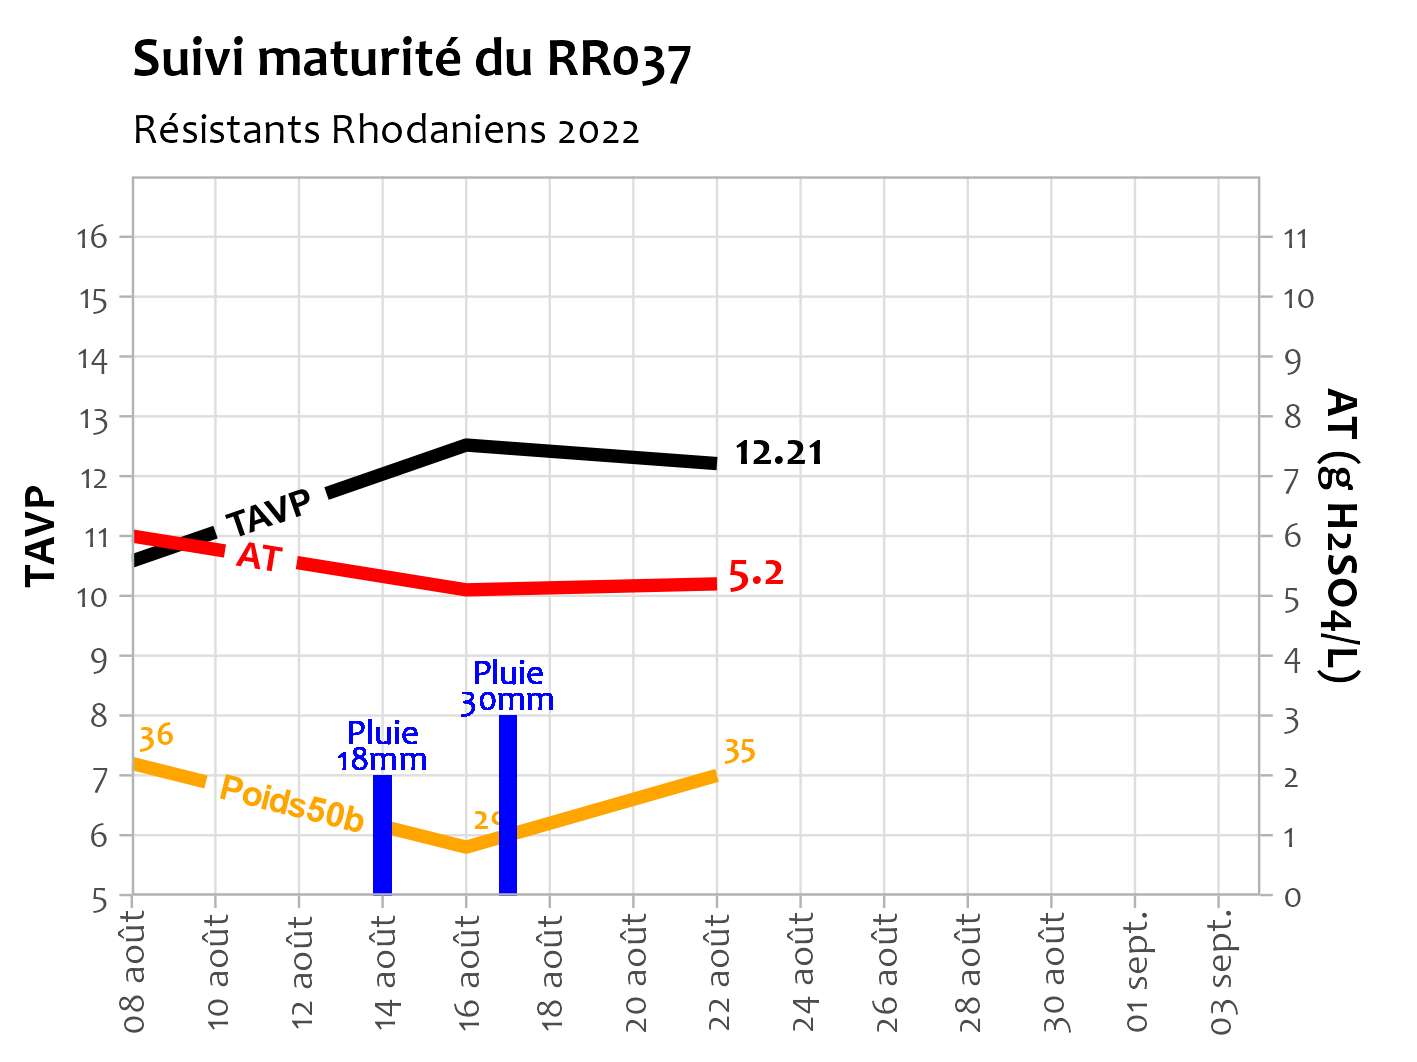 Suivi maturité du RR037
Résistants Rhodaniens 2022
TAVP
16
15
14
13
12
11
10
9
8
7
6
5
11
10
9
8
7
6
5
4
3
2
1
0
AT (g H2SO4/L)
TAVP
12.21
AT
5.2
Pluie
30mm
Pluie
18mm
36
35
Poids50b
08 août
10 août
12 août
14 août
16 août
18 août
20 août
22 août
24 août
26 août
28 août
30 août
01 sept.
03 sept.